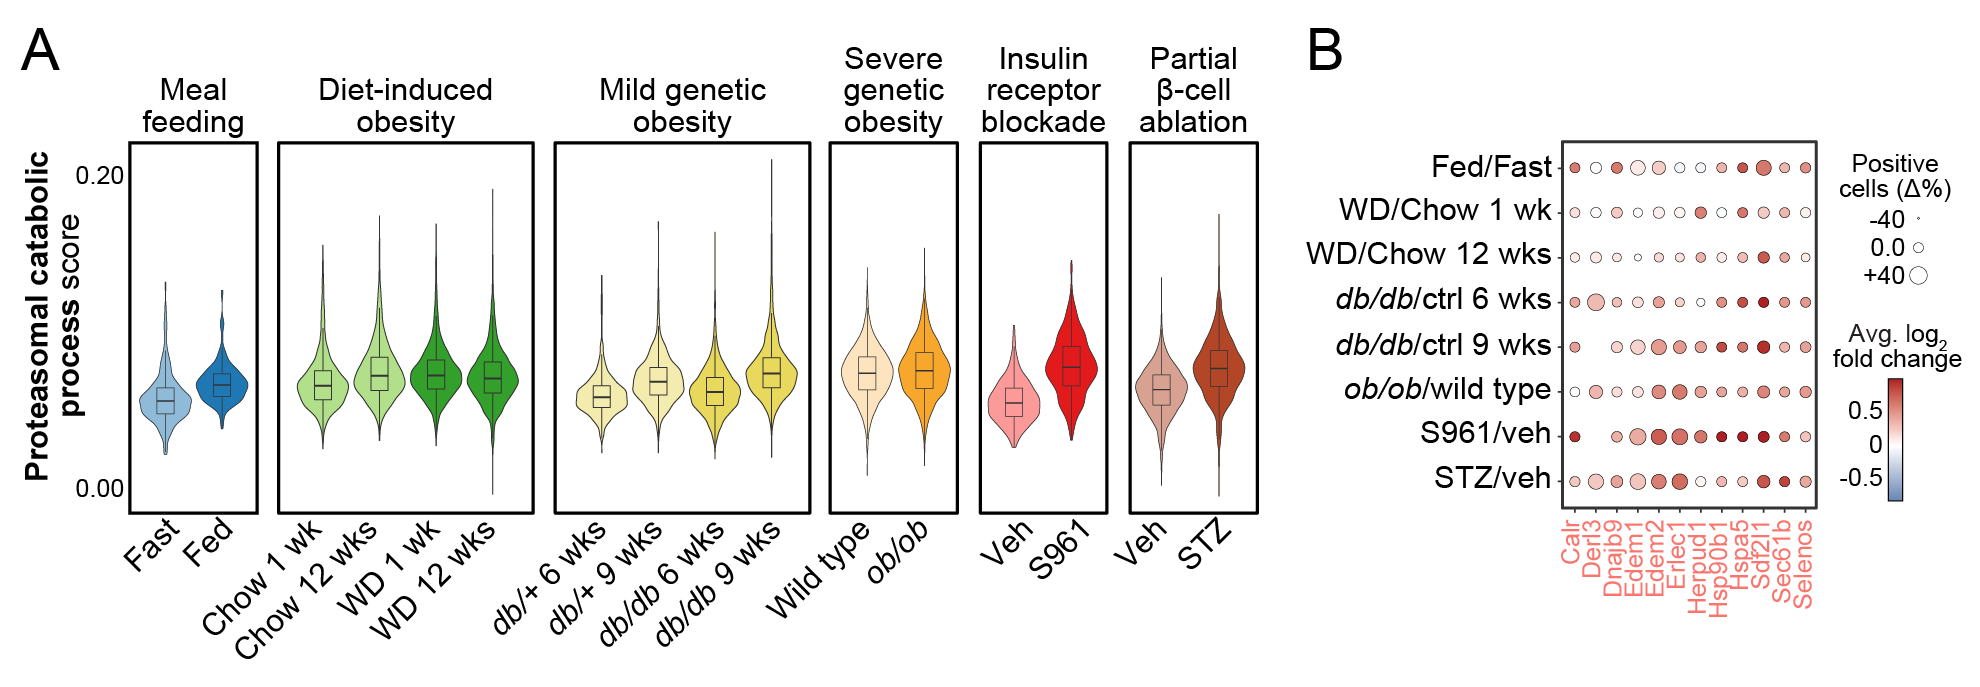 A
Meal
feeding
Diet-induced
obesity
Mild genetic
obesity
Severe
genetic
obesity
Insulin
receptor
blockade
Partial
β-cell
ablation
Proteasomal catabolic
process score
0.20
0.00
Fast
Fed
Chow 1 wk
Chow 12 wks
WD 1 wk
WD 12 wks
db/+ 6 wks
db/+ 9 wks
db/db 6 wks
db/db 9 wks
Wild type
ob/ob
Veh
S961
Veh
STZ
B
Fed/Fast
WD/Chow 1 wk
WD/Chow 12 wks
db/db/ctrl 6 wks
db/db/ctrl 9 wks
ob/ob/wild type
S961/veh
STZ/veh
Calr
Derl3
Dnajb9
Edem1
Edem2
Erlec1
Herpud1
Hsp90b1
Hspa5
Sdf2l1
Sec61b
Selenos
Positive
cells (Δ%)
-40
0.0
+40
Avg. log2
fold change
0.5
0
-0.5